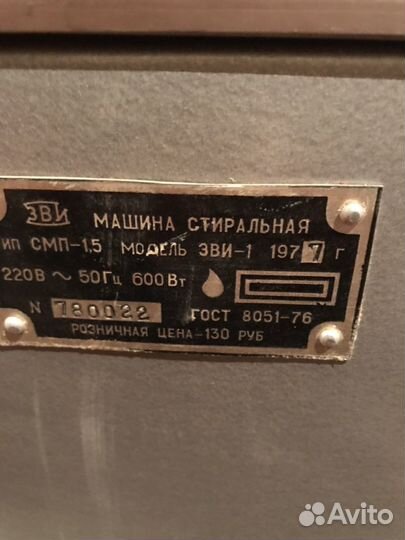 ЗВИ
МАШИНА СТИРАЛЬНАЯ
ИП СМП-1,5 МОДЕЛЬ ЗВИ-1 1977 Г
220В ~ 50Гц 600Вт
N 780022 ГОСТ 8051-76
РОЗНИЧНАЯ ЦЕНА-130 РУБ
Avito